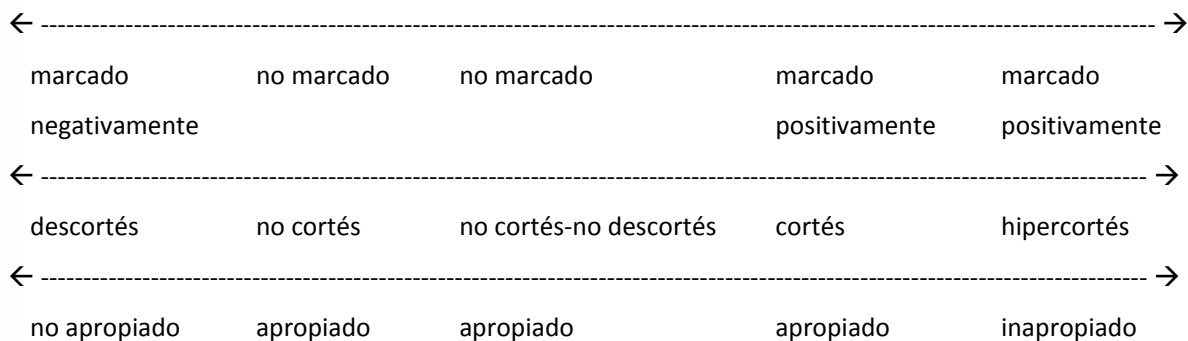 ← ---------------------------------------------------------------------------------------------------------------- →
marcado no marcado no marcado marcado marcado
negativamente positivamente positivamente
← ---------------------------------------------------------------------------------------------------------------- →
descortés no cortés no cortés-no descortés cortés hipercortés
← ---------------------------------------------------------------------------------------------------------------- →
no apropiado apropiado apropiado apropiado inapropiado